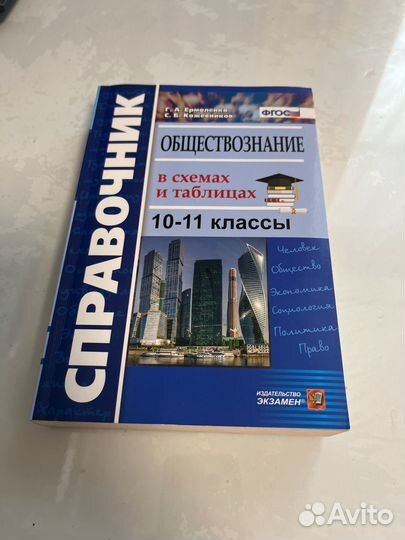 СПРАВОЧНИК
Г. А. Ермоленко
С. Б. Кожевников
ФГОС
ОБЩЕСТВОЗНАНИЕ
в схемах
и таблицах
10-11 классы
Человек
Общество
Экономика
Социология
Политика
Право
ИЗДАТЕЛЬСТВО
ЭКЗАМЕН®
характер
Avito